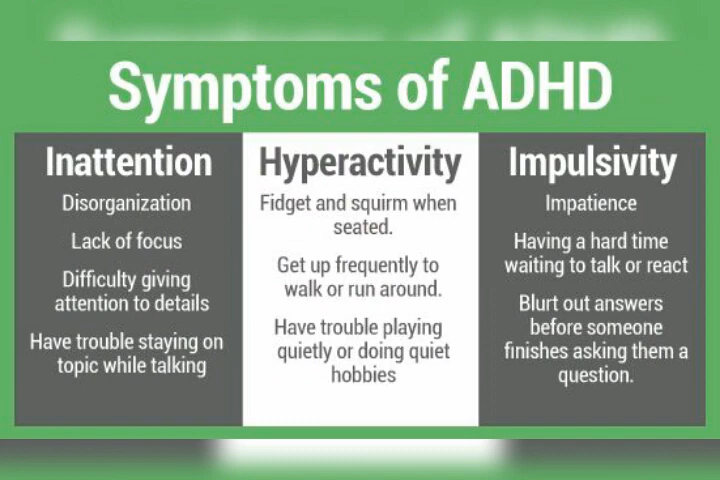 Symptoms of ADHD
Inattention
Disorganization
Lack of focus
Difficulty giving
attention to details
Have trouble staying on
topic while talking
Hyperactivity
Fidget and squirm when
seated.
Get up frequently to
walk or run around.
Have trouble playing
quietly or doing quiet
hobbies
Impulsivity
Impatience
Having a hard time
waiting to talk or react
Blurt out answers
before someone
finishes asking them a
question.